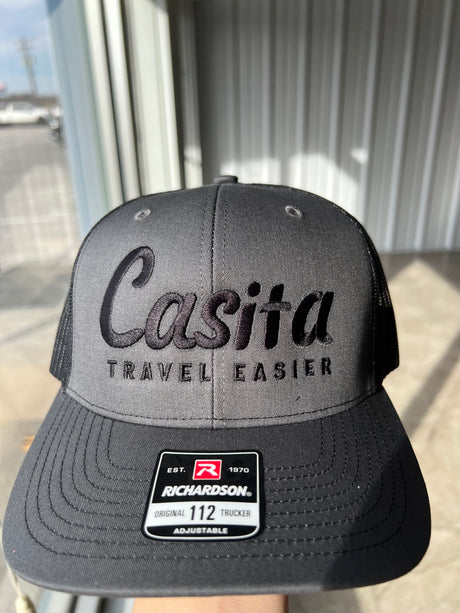 Casita
TRAVEL EASIER
EST. R 1970
RICHARDSON®
ORIGINAL 112 TRUCKER
ADJUSTABLE